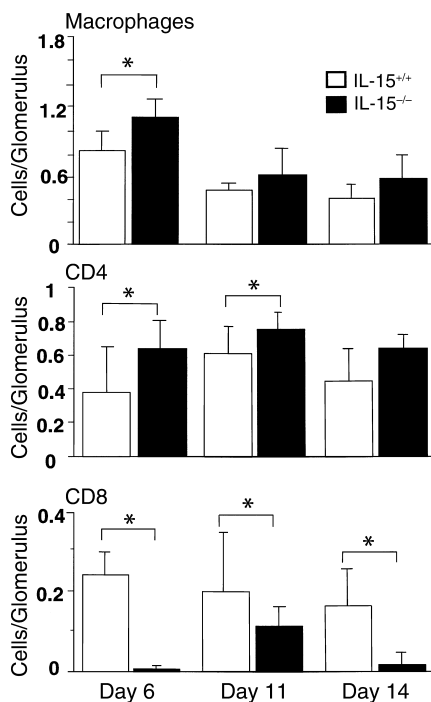 Macrophages
1.8
1.2
0.6
0
Cells/Glomerulus
*
IL-15+/+
IL-15−/−
CD4
1
0.8
0.6
0.4
0.2
0
Cells/Glomerulus
*
*
CD8
0.4
0.2
0
Cells/Glomerulus
*
*
*
Day 6 Day 11 Day 14